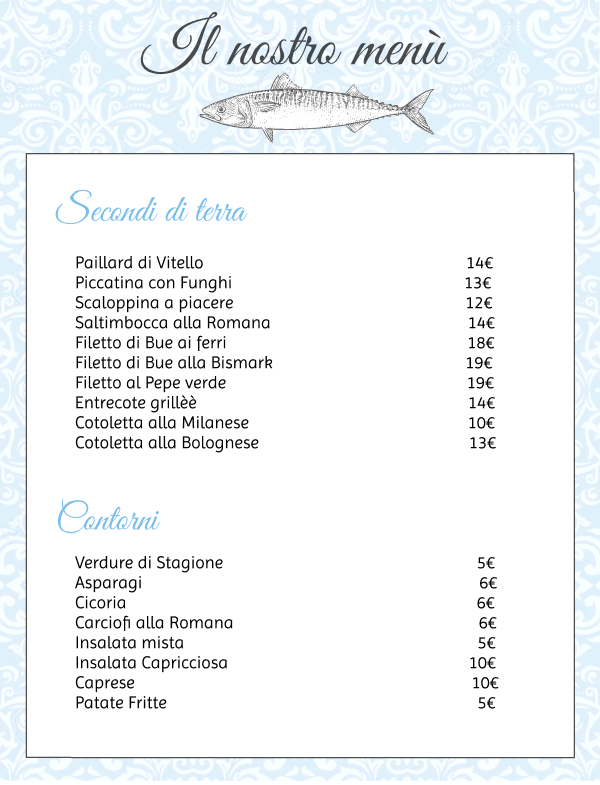 Il nostro menù
Secondi di terra
Paillard di Vitello 14€
Piccatina con Funghi 13€
Scaloppina a piacere 12€
Saltimbocca alla Romana 14€
Filetto di Bue ai ferri 18€
Filetto di Bue alla Bismark 19€
Filetto al Pepe verde 19€
Entrecote grillèè 14€
Cotoletta alla Milanese 10€
Cotoletta alla Bolognese 13€
Contorni
Verdure di Stagione 5€
Asparagi 6€
Cicoria 6€
Carciofi alla Romana 6€
Insalata mista 5€
Insalata Capricciosa 10€
Caprese 10€
Patate Fritte 5€